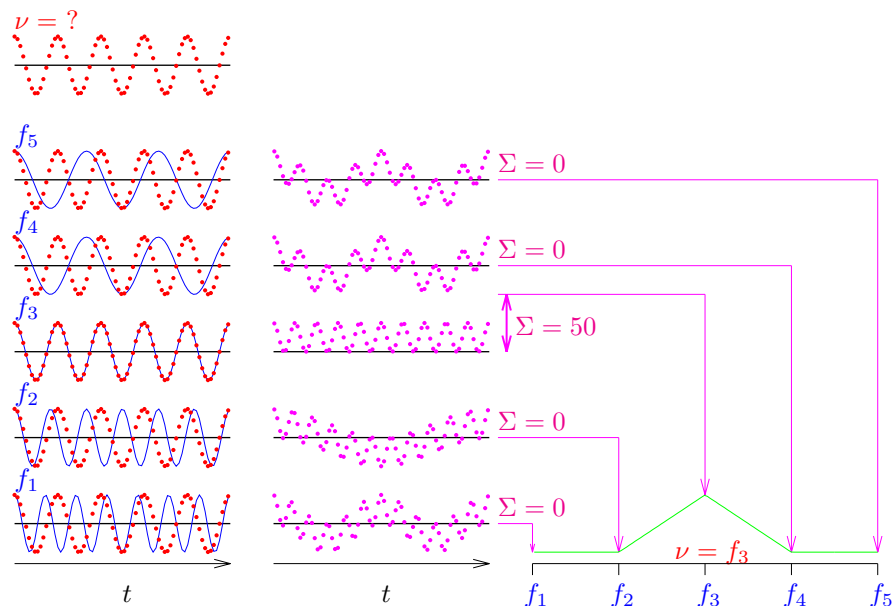 ν = ?
f₅
Σ = 0
f₄
Σ = 0
f₃
Σ = 50
f₂
Σ = 0
f₁
Σ = 0
ν = f₃
t
t
f₁ f₂ f₃ f₄ f₅